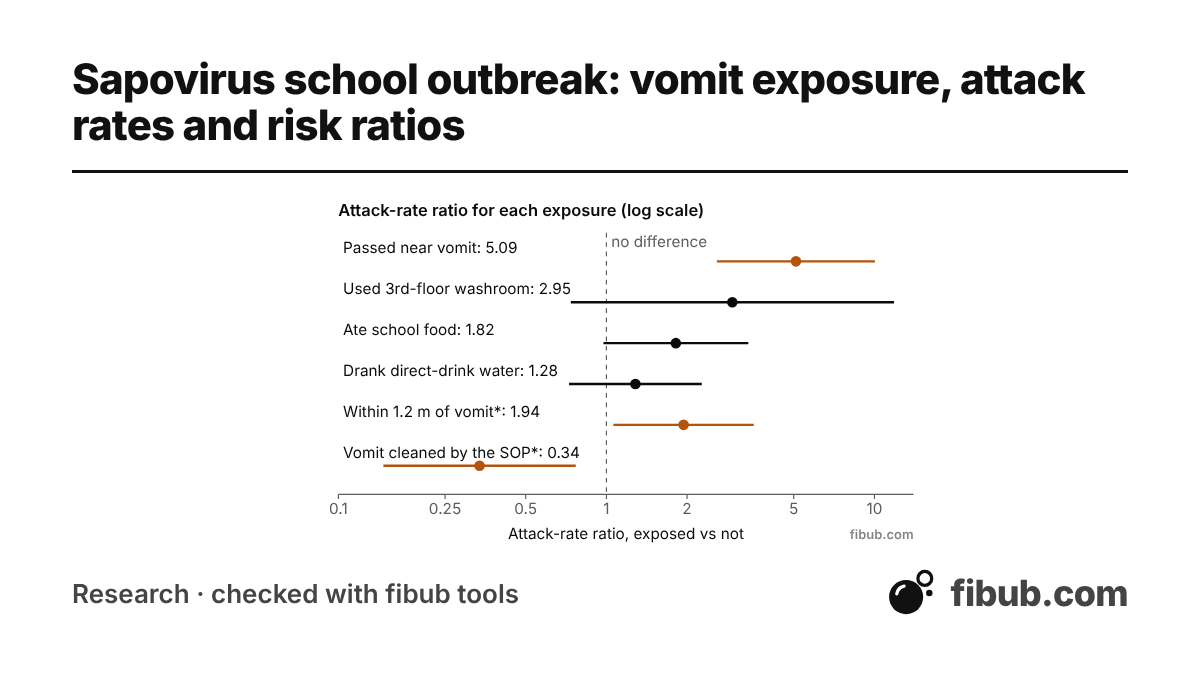 Sapovirus school outbreak: vomit exposure, attack
rates and risk ratios
Attack-rate ratio for each exposure (log scale)
no difference
Passed near vomit: 5.09
Used 3rd-floor washroom: 2.95
Ate school food: 1.82
Drank direct-drink water: 1.28
Within 1.2 m of vomit*: 1.94
Vomit cleaned by the SOP*: 0.34
0.1 0.25 0.5 1 2 5 10
Attack-rate ratio, exposed vs not
fibub.com
Research · checked with fibub tools
fibub.com